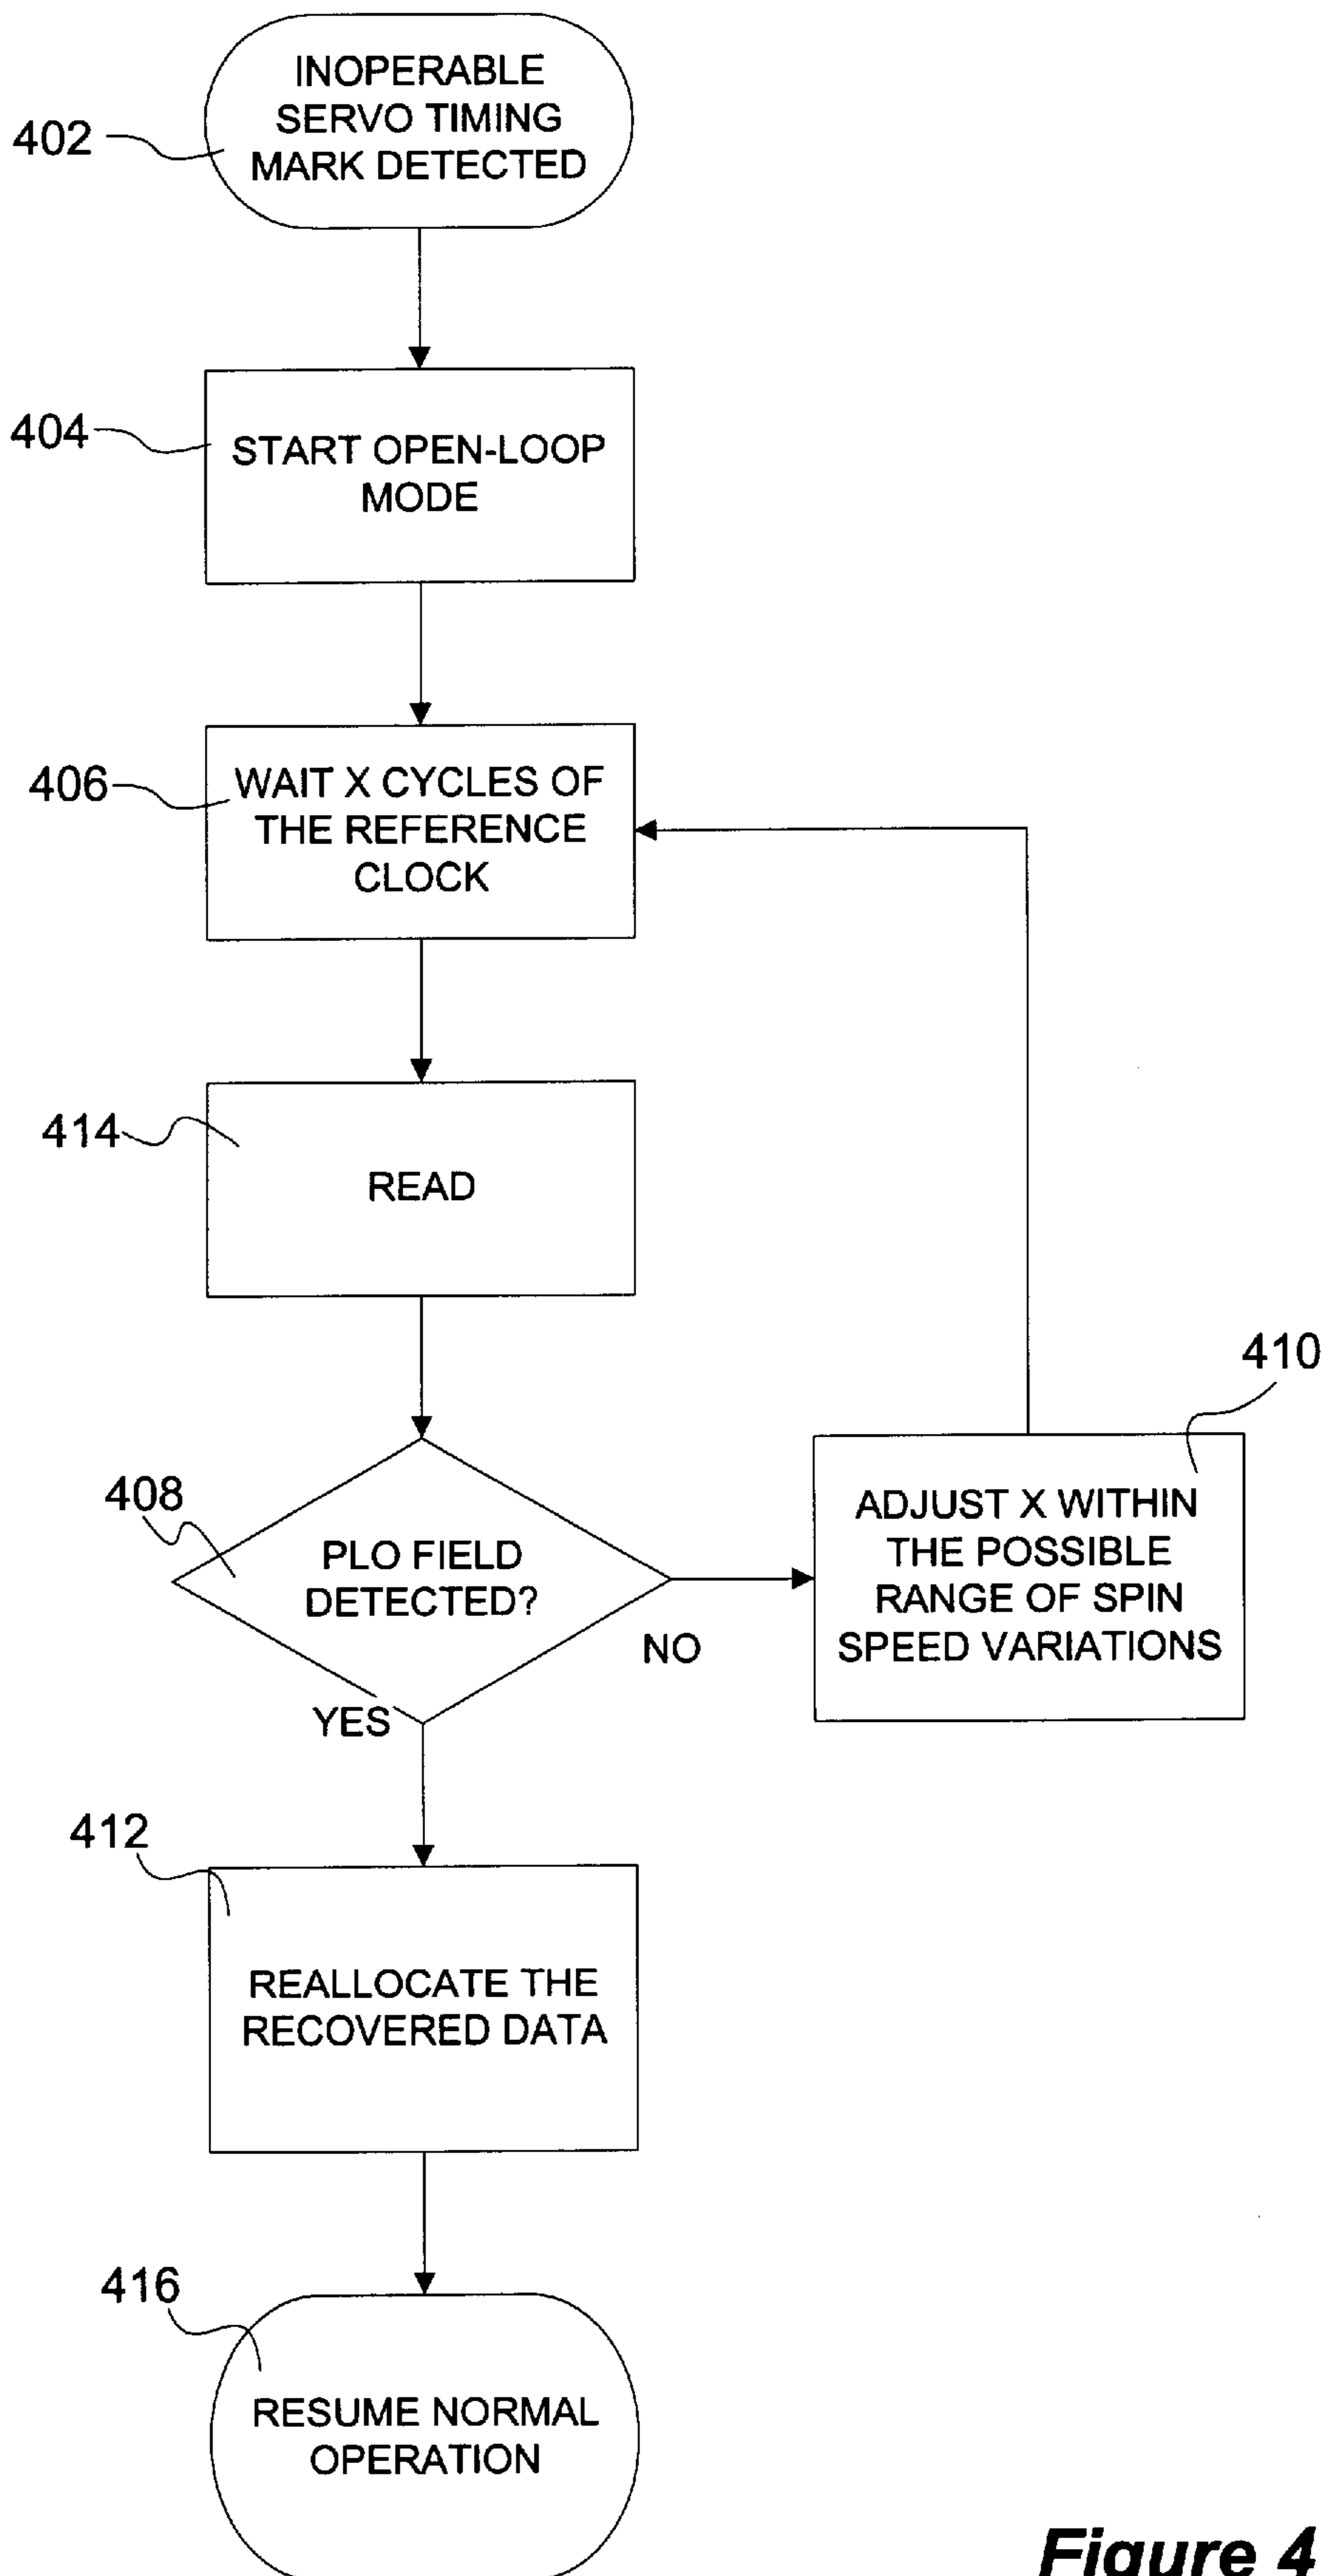 INOPERABLE
SERVO TIMING
MARK DETECTED
402
404
START OPEN-LOOP
MODE
406
WAIT X CYCLES OF
THE REFERENCE
CLOCK
414
READ
410
408
PLO FIELD
DETECTED?
ADJUST X WITHIN
THE POSSIBLE
RANGE OF SPIN
SPEED VARIATIONS
NO
YES
412
REALLOCATE THE
RECOVERED DATA
416
RESUME NORMAL
OPERATION
Figure 4